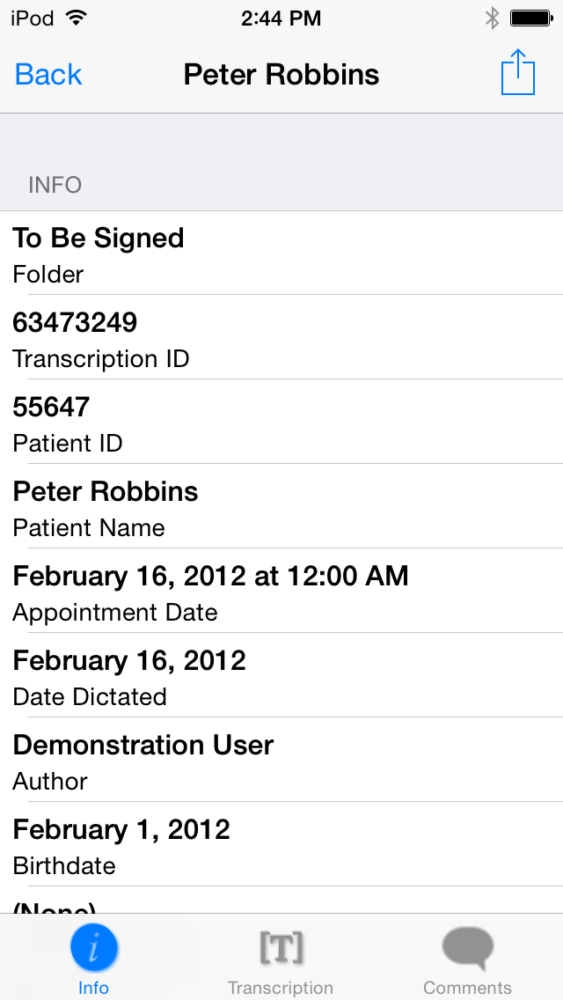 iPod 2:44 PM
Back Peter Robbins
INFO
To Be Signed
Folder
63473249
Transcription ID
55647
Patient ID
Peter Robbins
Patient Name
February 16, 2012 at 12:00 AM
Appointment Date
February 16, 2012
Date Dictated
Demonstration User
Author
February 1, 2012
Birthdate
(None)
i [T]
Info Transcription Comments